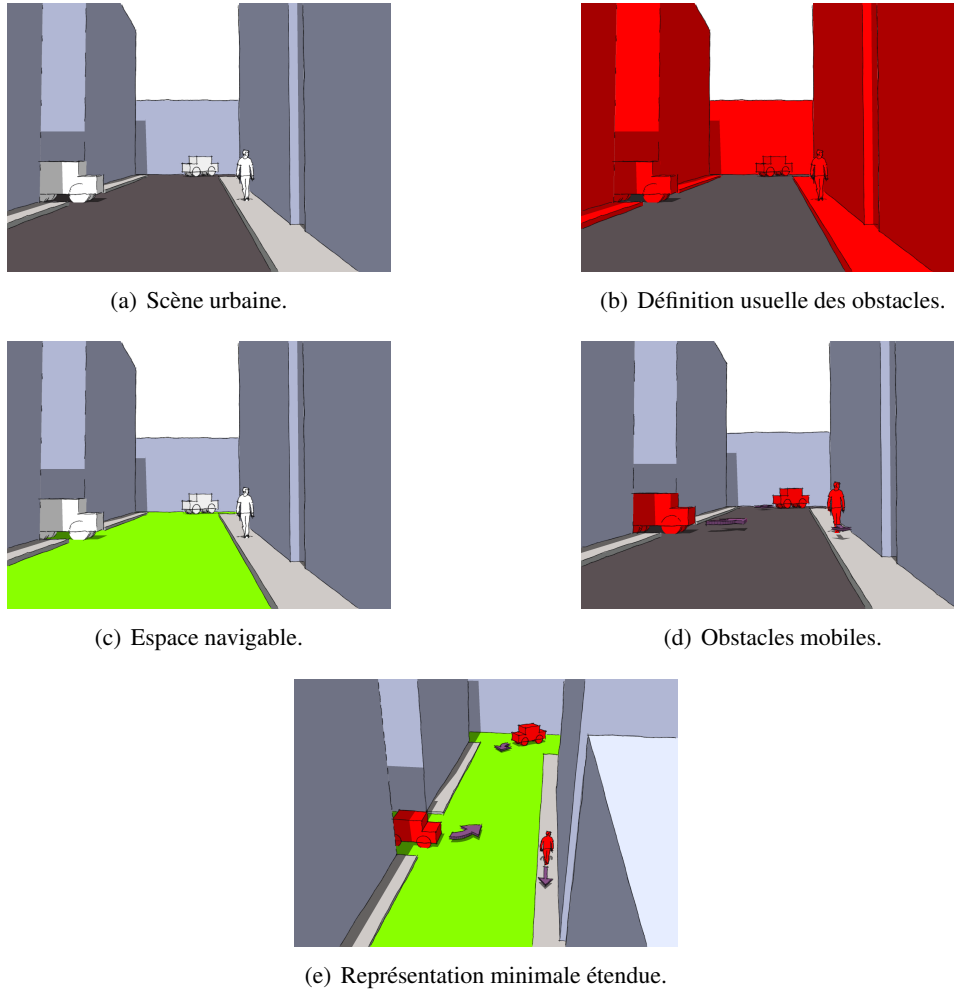 (a) Scène urbaine.
(b) Définition usuelle des obstacles.
(c) Espace navigable.
(d) Obstacles mobiles.
(e) Représentation minimale étendue.